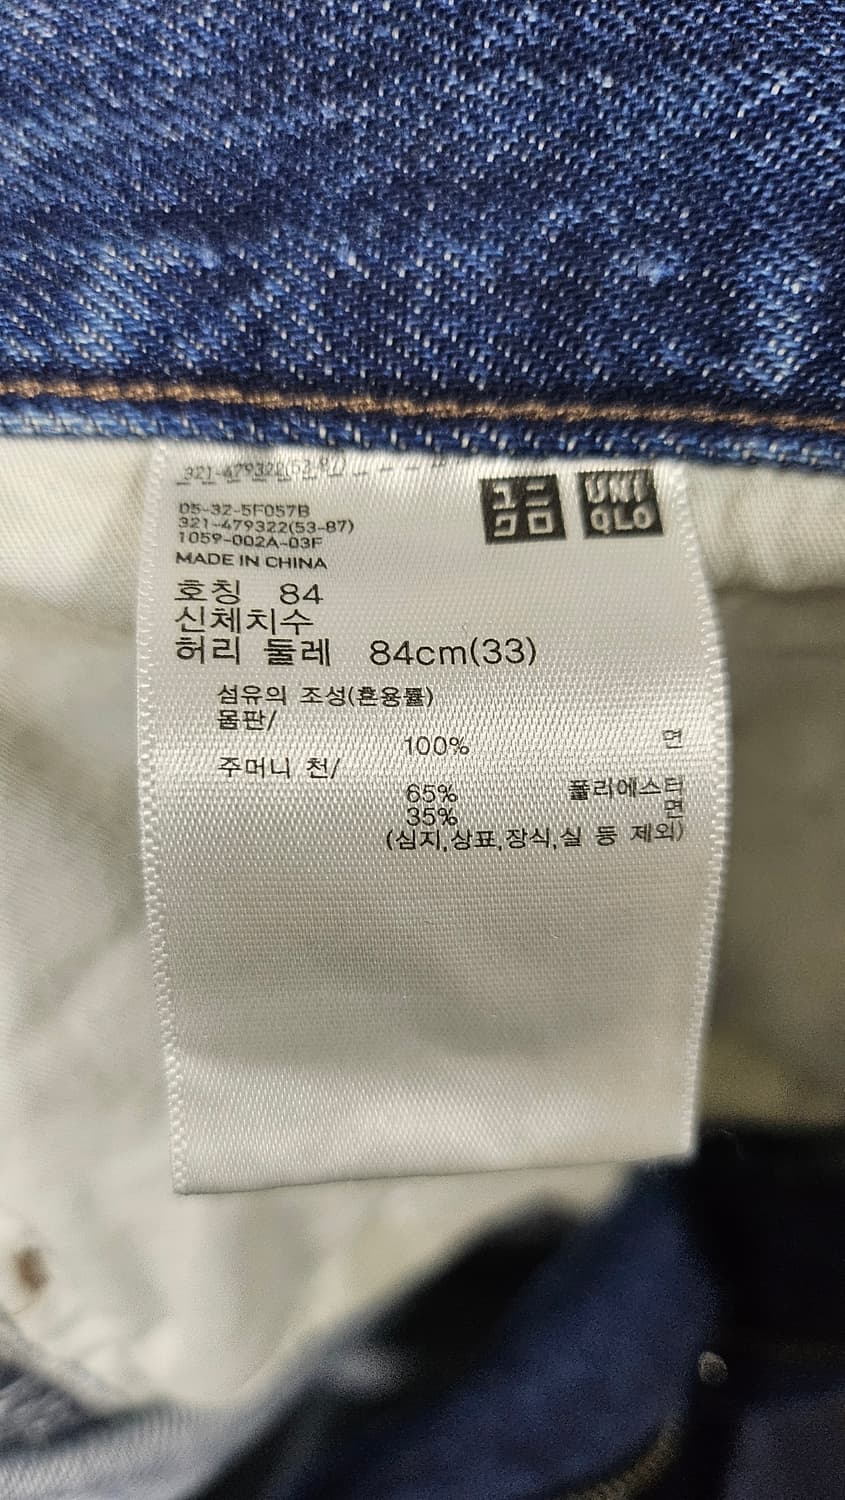 321-479322(53-87)
ユニ
クロ
UNI
QLO
05-32-5F057B
321-479322(53-87)
1059-002A-03F
MADE IN CHINA
호칭 84
신체치수
허리 둘레 84cm(33)
섬유의 조성(혼용률)
몸판/
100% 면
주머니 천/
65% 폴리에스터
35% 면
(심지,상표,장식,실 등 제외)